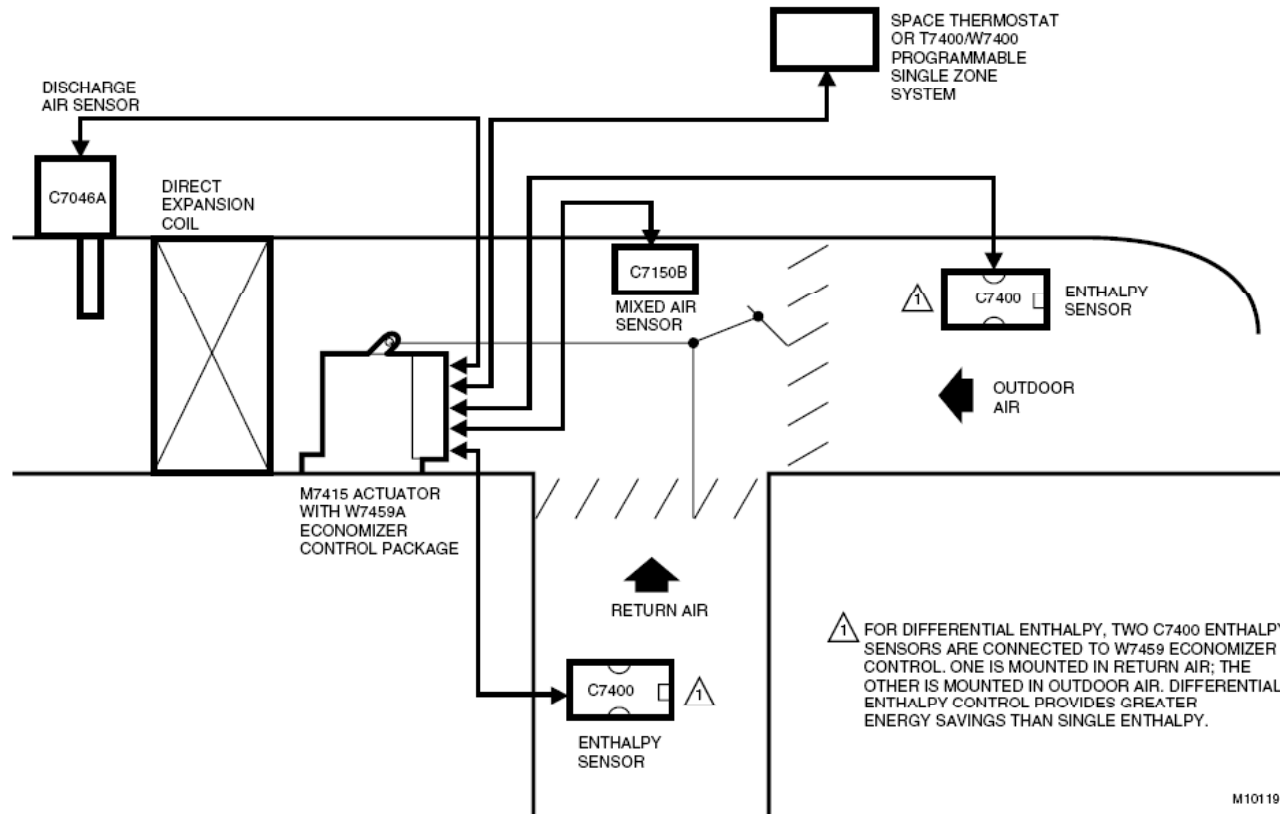 SPACE THERMOSTAT
OR T7400/W7400
PROGRAMMABLE
SINGLE ZONE
SYSTEM
DISCHARGE
AIR SENSOR
C7046A
DIRECT
EXPANSION
COIL
C7150B
MIXED AIR
SENSOR
1
C7400
ENTHALPY
SENSOR
OUTDOOR
AIR
M7415 ACTUATOR
WITH W7459A
ECONOMIZER
CONTROL PACKAGE
RETURN AIR
C7400
1
ENTHALPY
SENSOR
1
FOR DIFFERENTIAL ENTHALPY, TWO C7400 ENTHALPY
SENSORS ARE CONNECTED TO W7459 ECONOMIZER
CONTROL. ONE IS MOUNTED IN RETURN AIR; THE
OTHER IS MOUNTED IN OUTDOOR AIR. DIFFERENTIAL
ENTHALPY CONTROL PROVIDES GREATER
ENERGY SAVINGS THAN SINGLE ENTHALPY.
M10119